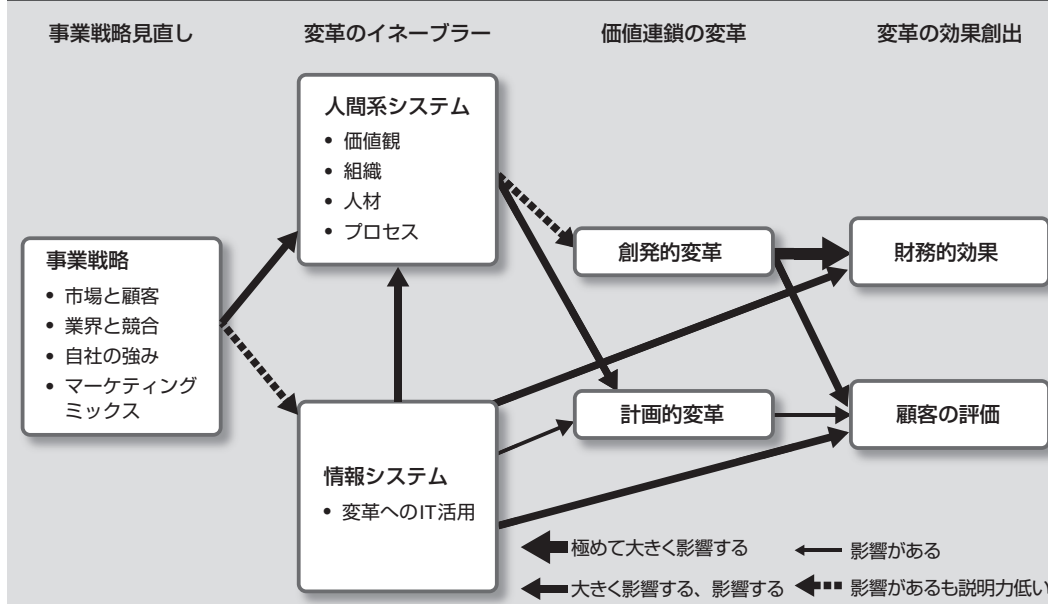 事業戦略見直し
変革のイネーブラー
価値連鎖の変革
変革の効果創出
事業戦略
• 市場と顧客
• 業界と競合
• 自社の強み
• マーケティング
ミックス
人間系システム
• 価値観
• 組織
• 人材
• プロセス
情報システム
• 変革へのIT活用
創発的変革
計画的変革
財務的効果
顧客の評価
極めて大きく影響する
影響がある
大きく影響する、影響する
影響があるも説明力低い